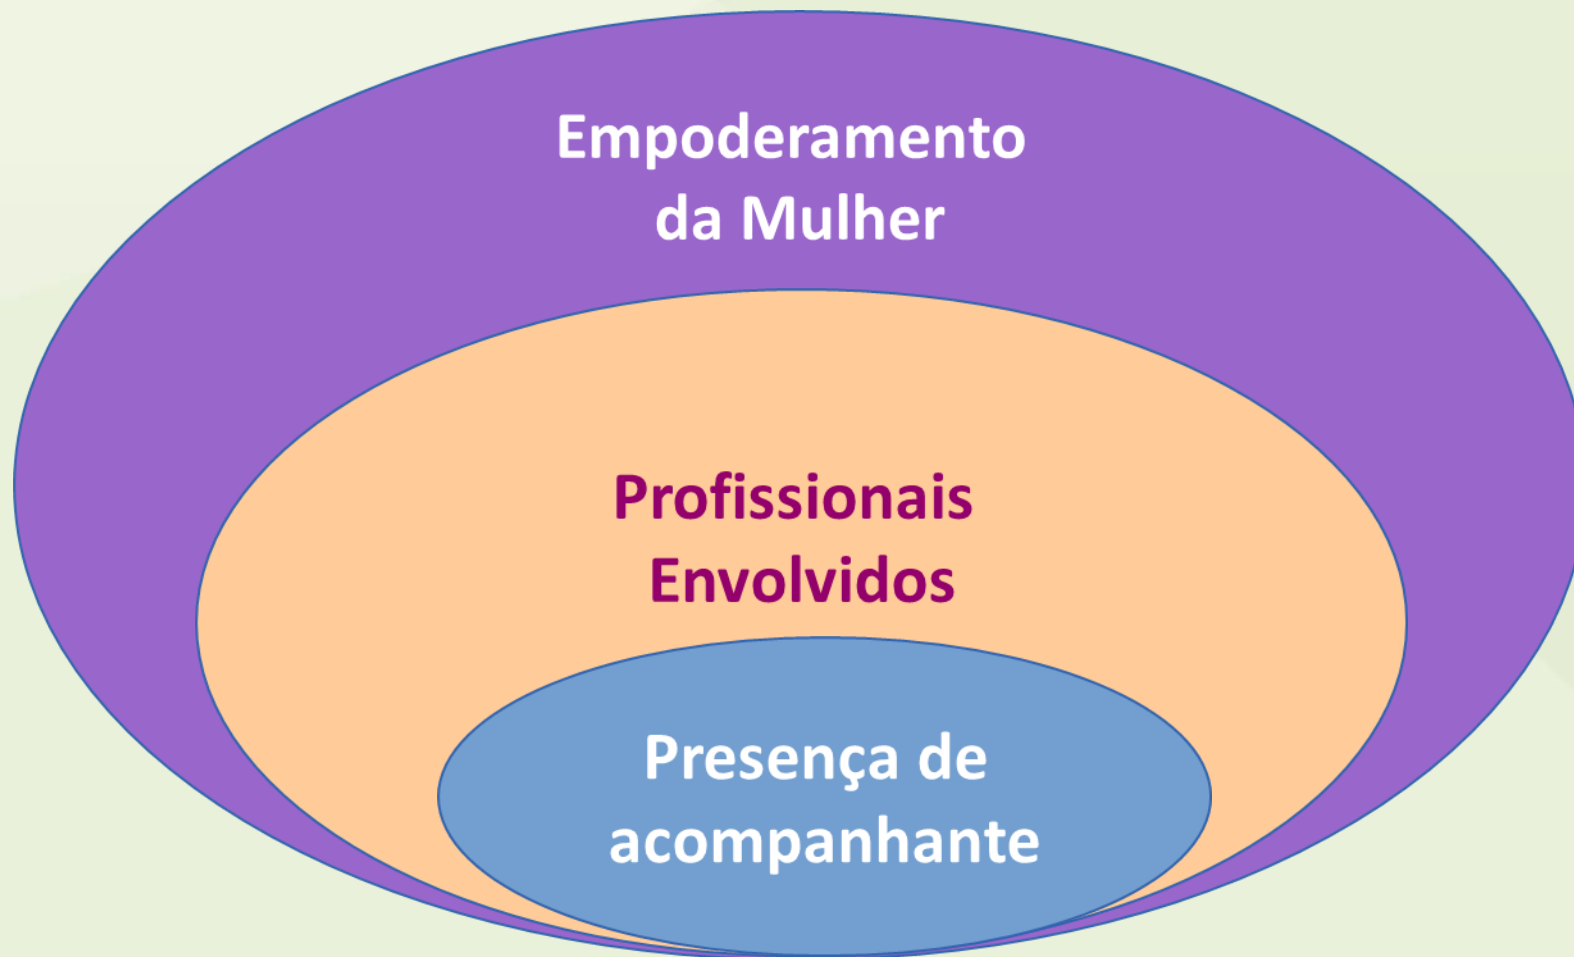 Empoderamento
da Mulher
Profissionais
Envolvidos
Presença de
acompanhante